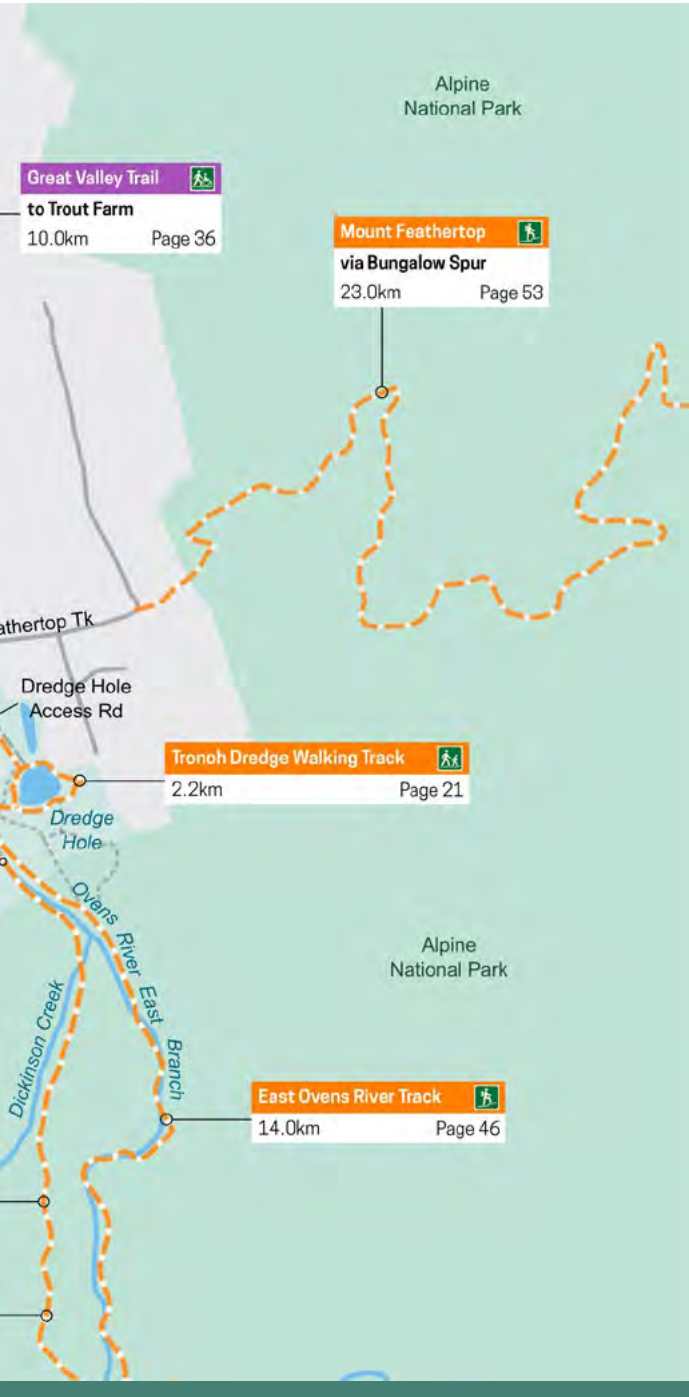 Alpine
National Park
Great Valley Trail
to Trout Farm
10.0km Page 36
Mount Feathertop
via Bungalow Spur
23.0km Page 53
athertop Tk
Dredge Hole
Access Rd
Tronoh Dredge Walking Track
2.2km Page 21
Dredge
Hole
Ovens River East Branch
Alpine
National Park
Dickinson Creek
East Ovens River Track
14.0km Page 46